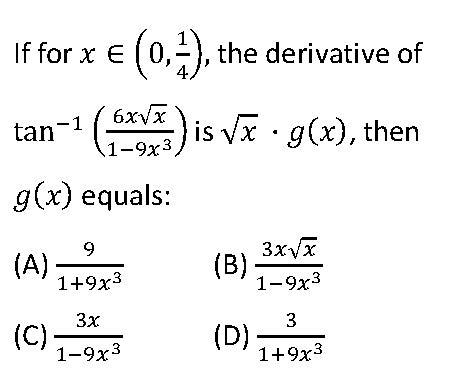 If for x ∈ (0, 1/4), the derivative of
tan⁻¹ (6x√x / 1−9x³) is √x · g(x), then
g(x) equals:
(A) 9 / 1+9x³ (B) 3x√x / 1−9x³
(C) 3x / 1−9x³ (D) 3 / 1+9x³